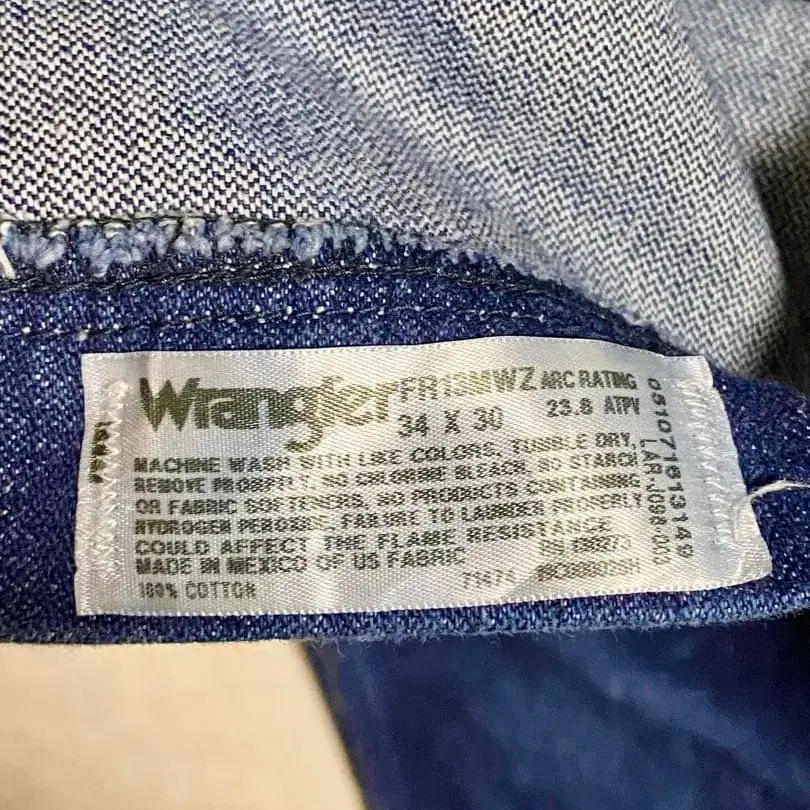 Wrangler FR13MWZ ARC RATING
34 X 30 23.8 ATPV
MACHINE WASH WITH LIKE COLORS, TUMBLE DRY,
REMOVE PROMPTLY, NO CHLORINE BLEACH, NO STARCH
OR FABRIC SOFTENERS, NO PRODUCTS CONTAINING
HYDROGEN PEROXIDE, FAILURE TO LAUNDER PROPERLY
COULD AFFECT THE FLAME RESISTANCE
MADE IN MEXICO OF US FABRIC
100% COTTON 71474
051071613149